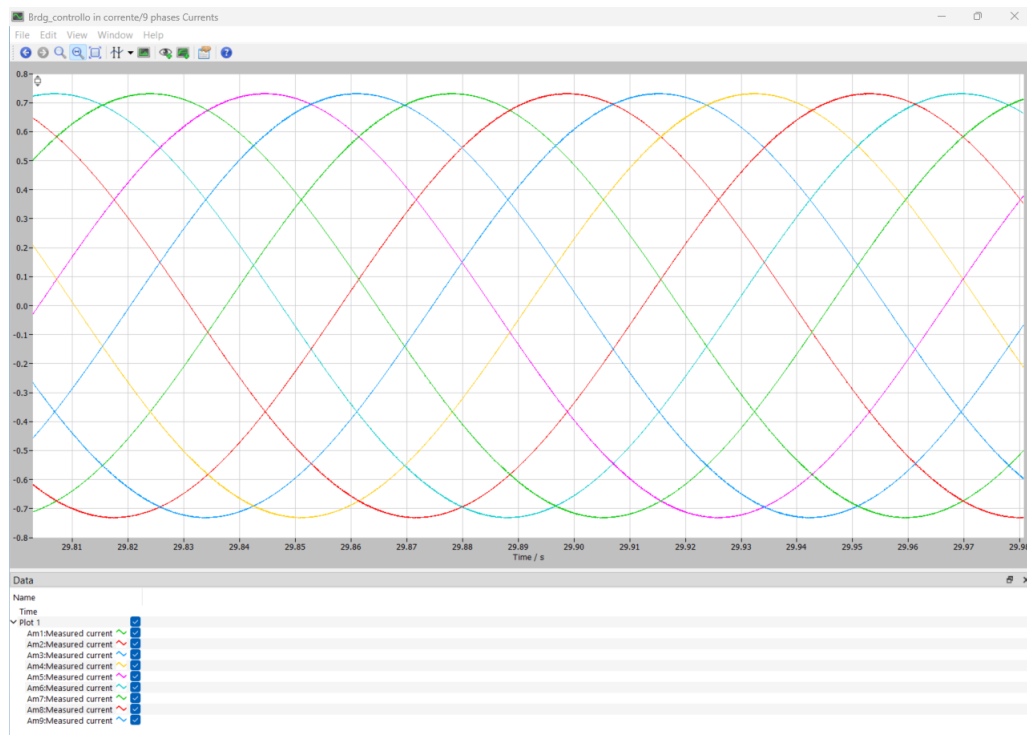 Brdg_controllo in corrente/9 phases Currents
File Edit View Window Help
0.8
0.7
0.6
0.5
0.4
0.3
0.2
0.1
0.0
-0.1
-0.2
-0.3
-0.4
-0.5
-0.6
-0.7
-0.8
29.81 29.82 29.83 29.84 29.85 29.86 29.87 29.88 29.89 29.90 29.91 29.92 29.93 29.94 29.95 29.96 29.97 29.98
Time / s
Data
Name
Time
Plot 1
Am1:Measured current
Am2:Measured current
Am3:Measured current
Am4:Measured current
Am5:Measured current
Am6:Measured current
Am7:Measured current
Am8:Measured current
Am9:Measured current